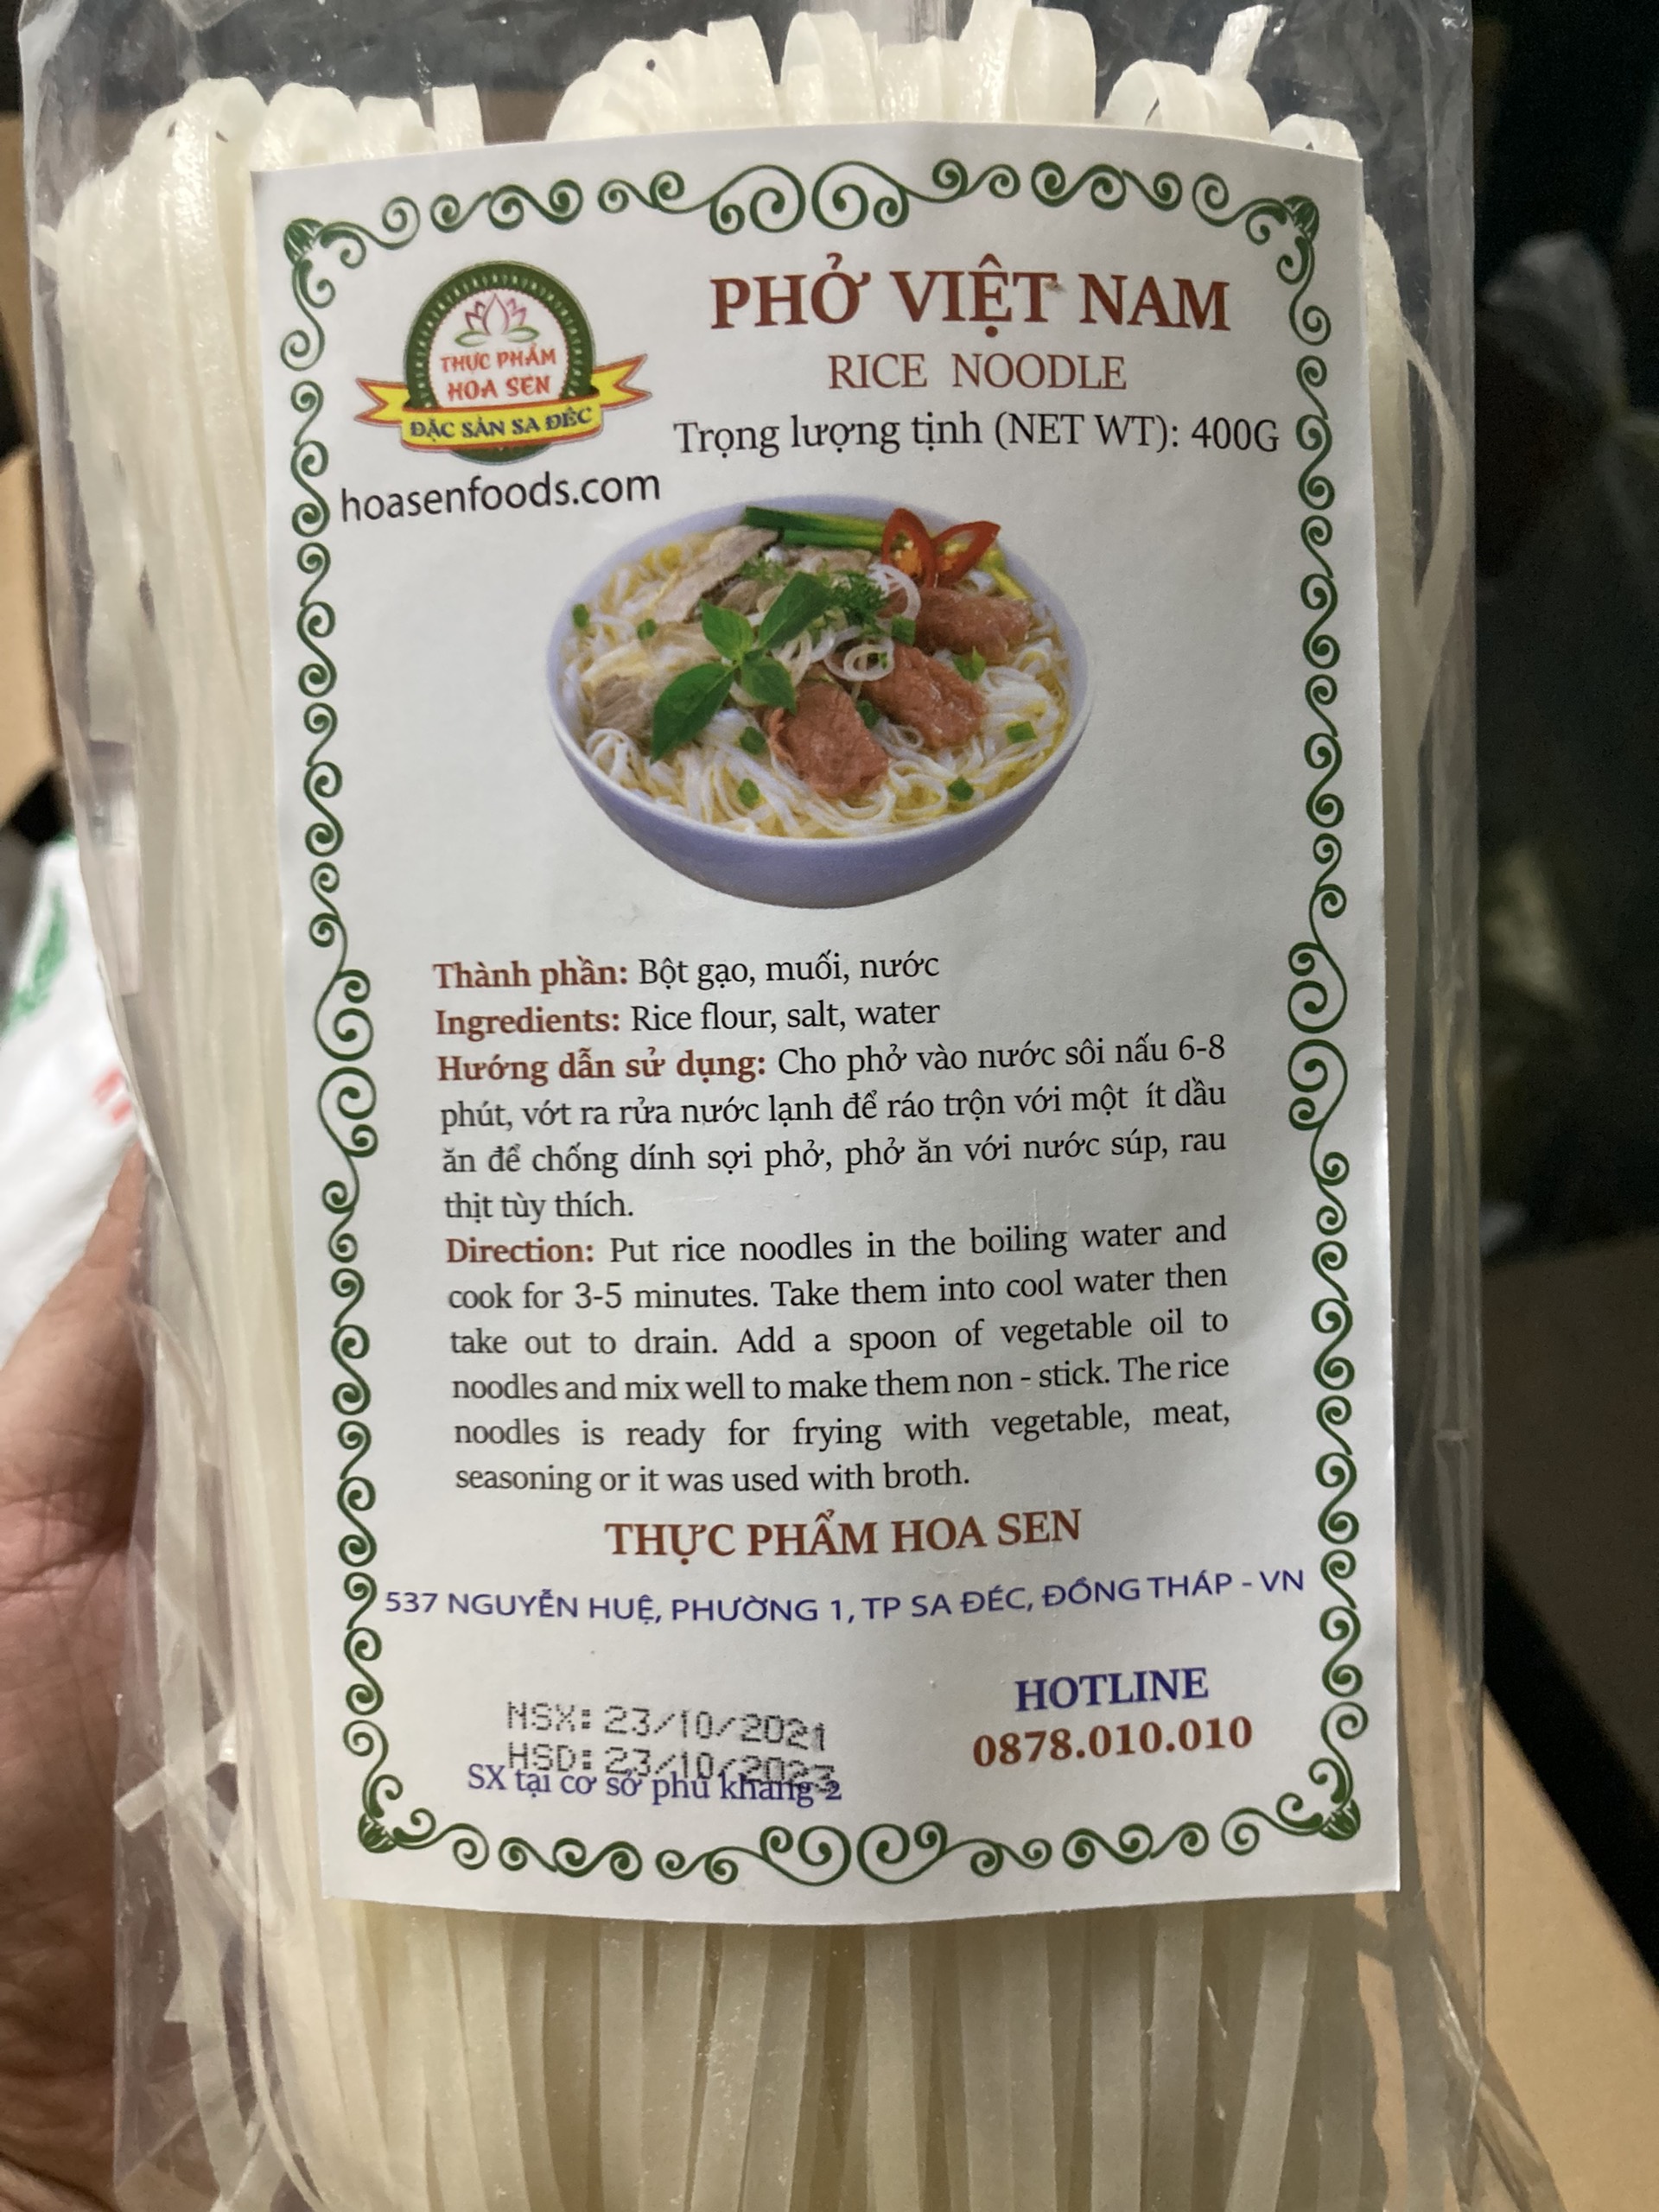 THỰC PHẨM
HOA SEN
ĐẶC SẢN SA ĐÉC
hoasenfoods.com
PHỞ VIỆT NAM
RICE NOODLE
Trọng lượng tịnh (NET WT): 400G
Thành phần: Bột gạo, muối, nước
Ingredients: Rice flour, salt, water
Hướng dẫn sử dụng: Cho phở vào nước sôi nấu 6-8
phút, vớt ra rửa nước lạnh để ráo trộn với một ít dầu
ăn để chống dính sợi phở, phở ăn với nước súp, rau
thịt tùy thích.
Direction: Put rice noodles in the boiling water and
cook for 3-5 minutes. Take them into cool water then
take out to drain. Add a spoon of vegetable oil to
noodles and mix well to make them non - stick. The rice
noodles is ready for frying with vegetable, meat,
seasoning or it was used with broth.
THỰC PHẨM HOA SEN
537 NGUYỄN HUỆ, PHƯỜNG 1, TP SA ĐÉC, ĐỒNG THÁP - VN
NSX: 23/10/2021
HSD: 23/10/2023
SX tại cơ sở phú khang 2
HOTLINE
0878.010.010